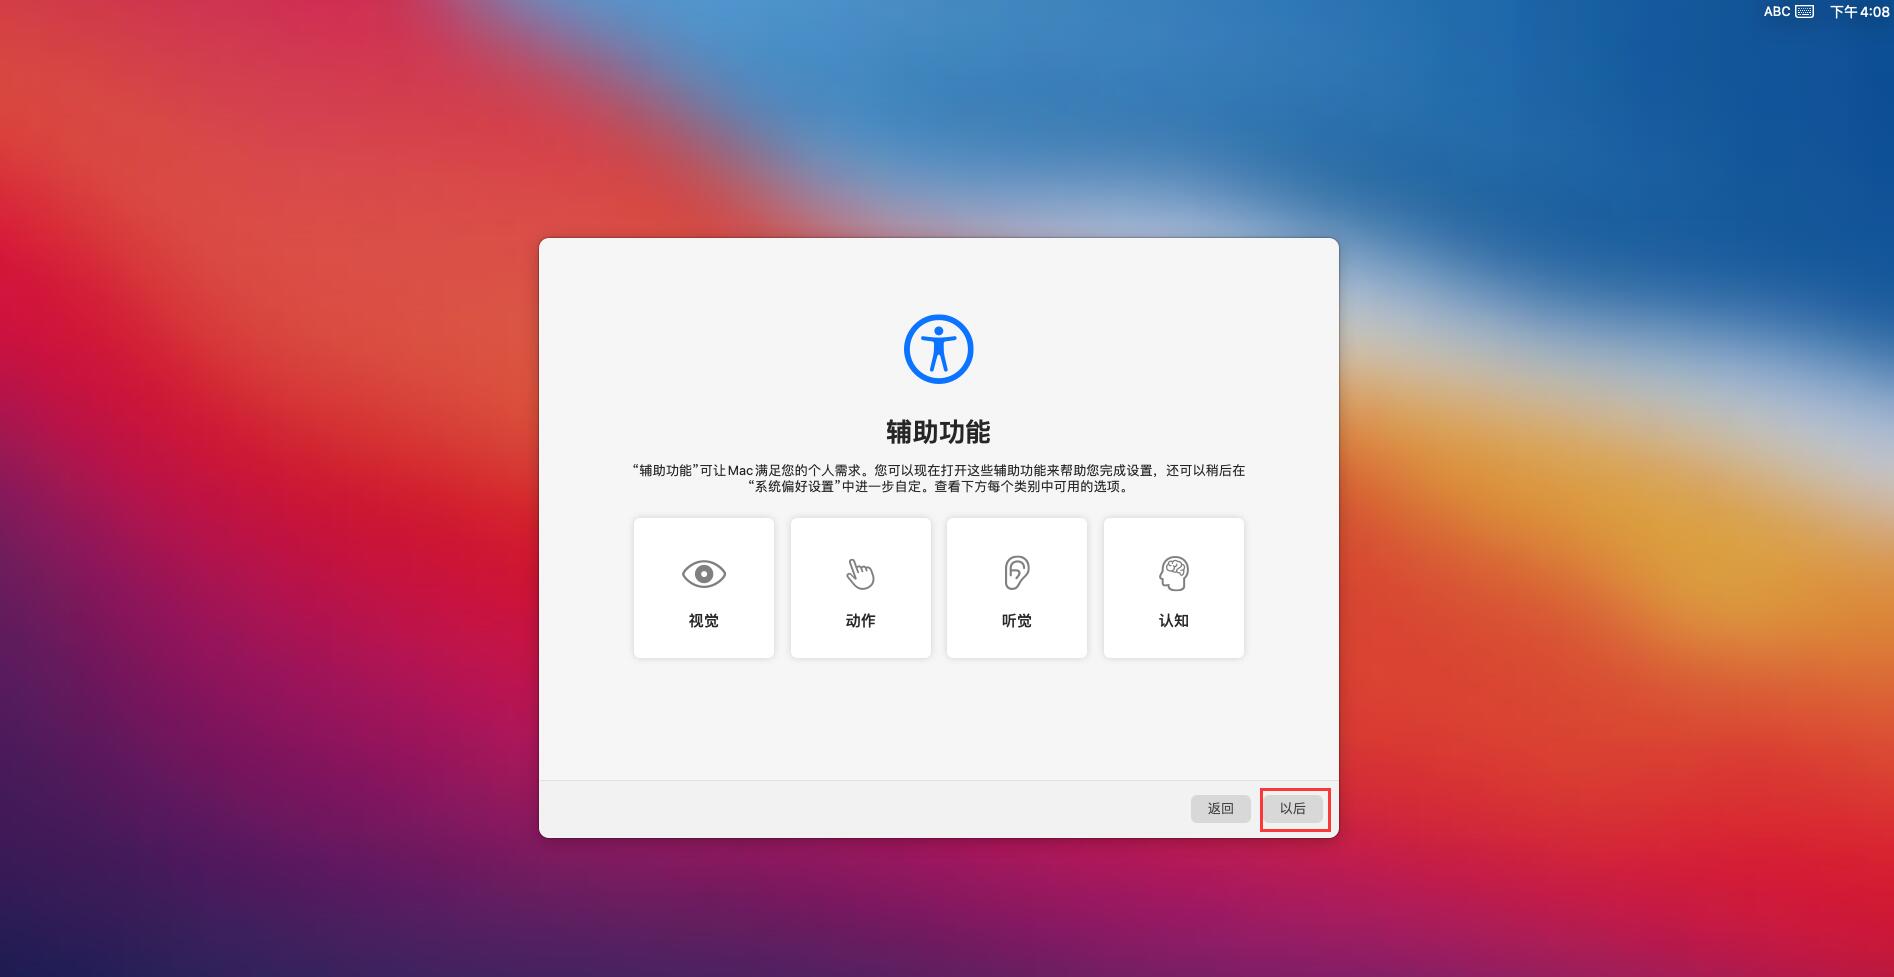 ABC 下午4:08
辅助功能
“辅助功能”可让 Mac 满足您的个人需求。您可以现在打开这些辅助功能来帮助您完成设置，还可以稍后在
“系统偏好设置”中进一步自定。查看下方每个类别中可用的选项。
视觉 动作 听觉 认知
返回 以后